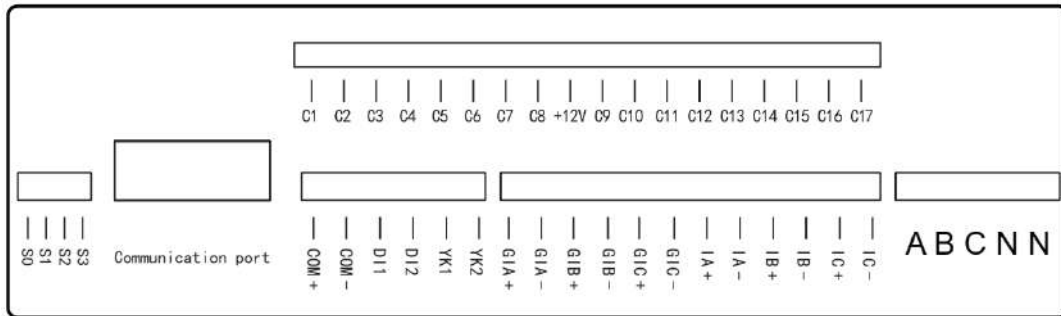 C1 C2 C3 C4 C5 C6 C7 C8 +12V C9 C10 C11 C12 C13 C14 C15 C16 C17
S0 S1 S2 S3
Communication port
COM+ COM- DI1 DI2 YK1 YK2
GIA+ GIA- GIB+ GIB- GIC+ GIC- IA+ IA- IB+ IB- IC+ IC-
A B C N N